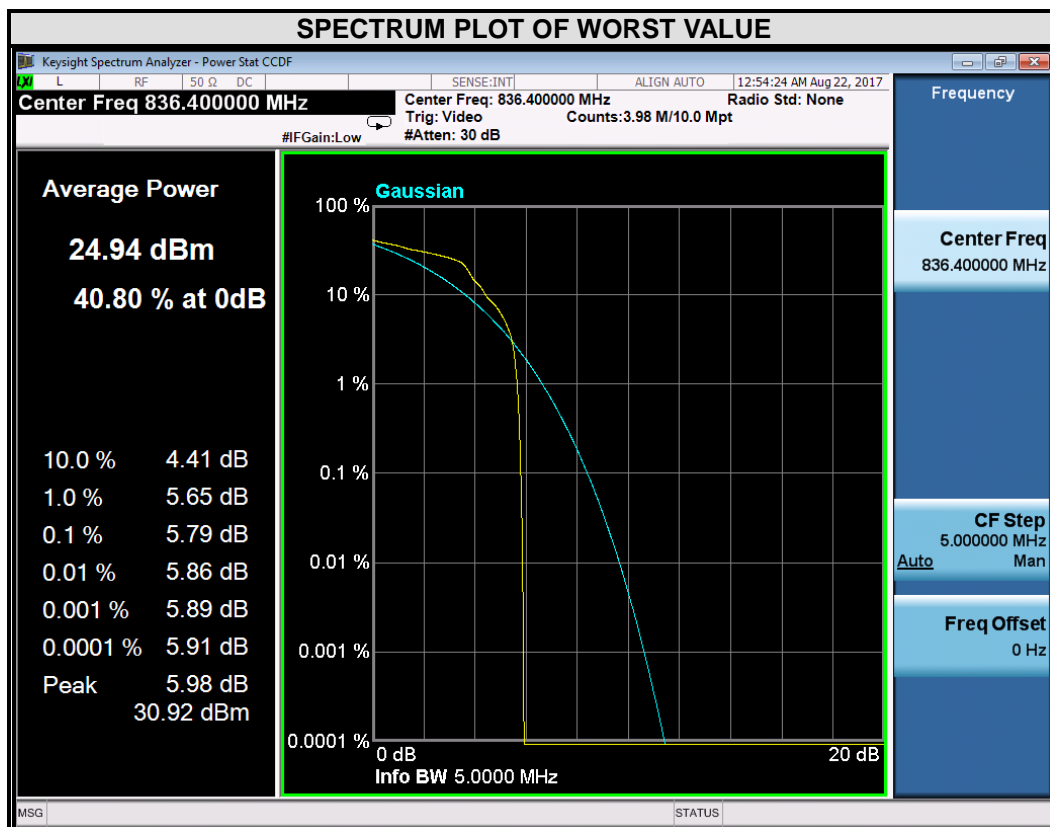 SPECTRUM PLOT OF WORST VALUE
Keysight Spectrum Analyzer - Power Stat CCDF
LXI L RF 50 Ω DC SENSE:INT ALIGN AUTO 12:54:24 AM Aug 22, 2017
Center Freq 836.400000 MHz
Center Freq: 836.400000 MHz Radio Std: None
Trig: Video Counts:3.98 M/10.0 Mpt
#IFGain:Low #Atten: 30 dB
Frequency
Average Power
24.94 dBm
40.80 % at 0dB
10.0 % 4.41 dB
1.0 % 5.65 dB
0.1 % 5.79 dB
0.01 % 5.86 dB
0.001 % 5.89 dB
0.0001 % 5.91 dB
Peak 5.98 dB
30.92 dBm
Gaussian
100 %
10 %
1 %
0.1 %
0.01 %
0.001 %
0.0001 %
0 dB 20 dB
Info BW 5.0000 MHz
Center Freq
836.400000 MHz
CF Step
5.000000 MHz
Auto Man
Freq Offset
0 Hz
MSG STATUS